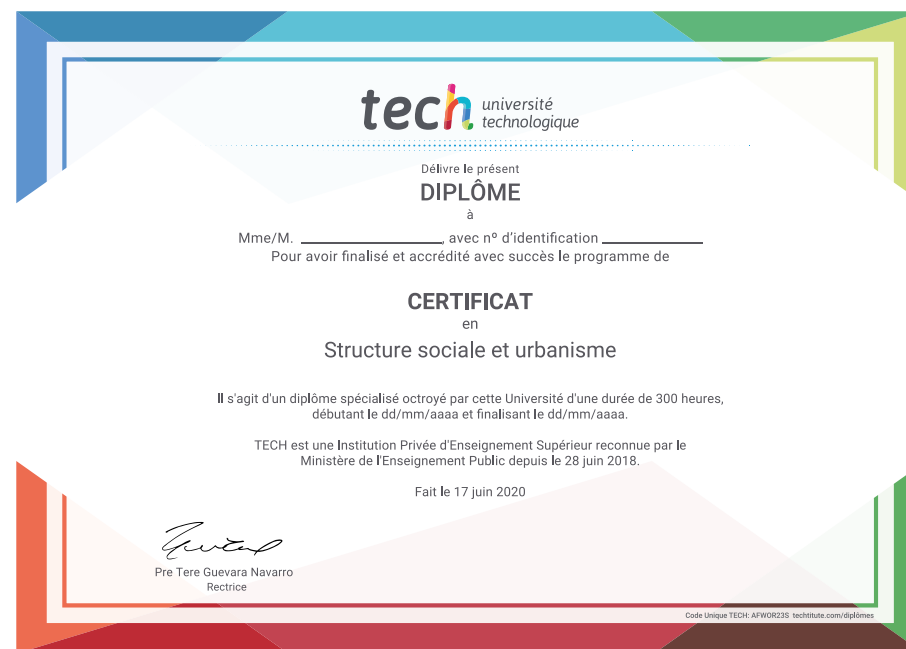 tech université
technologique
Délivre le présent
DIPLÔME
à
Mme/M. ____________________, avec nº d'identification ______________
Pour avoir finalisé et accrédité avec succès le programme de
CERTIFICAT
en
Structure sociale et urbanisme
Il s'agit d'un diplôme spécialisé octroyé par cette Université d'une durée de 300 heures,
débutant le dd/mm/aaaa et finalisant le dd/mm/aaaa.
TECH est une Institution Privée d'Enseignement Supérieur reconnue par le
Ministère de l'Enseignement Public depuis le 28 juin 2018.
Fait le 17 juin 2020
Pre Tere Guevara Navarro
Rectrice
Code Unique TECH: AFWOR23S techtitute.com/diplômes